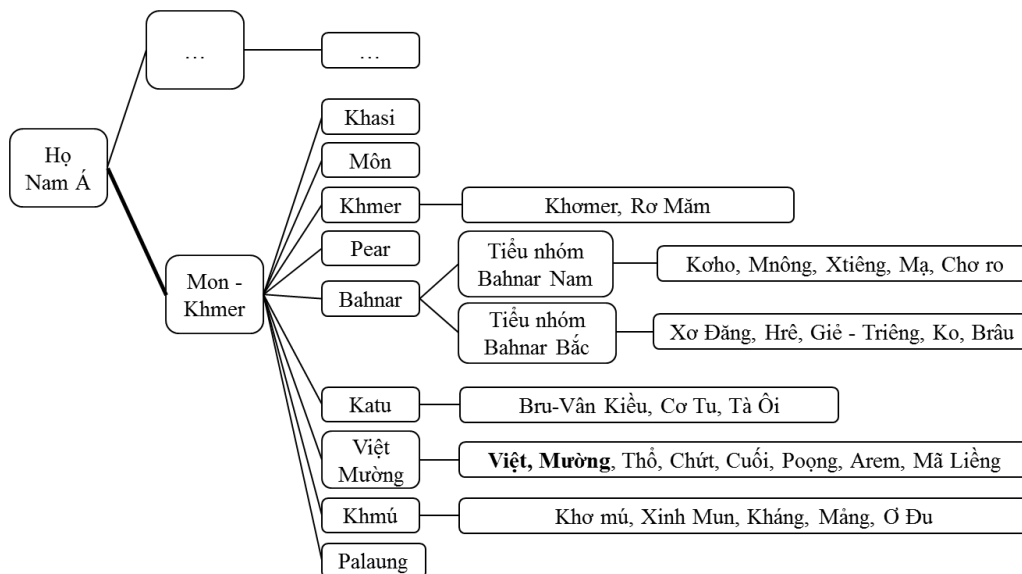 …
…
Họ
Nam Á
Khasi
Môn
Khmer
Khơmer, Rơ Măm
Pear
Mon -
Khmer
Bahnar
Tiểu nhóm
Bahnar Nam
Kơho, Mnông, Xtiêng, Mạ, Chơ ro
Tiểu nhóm
Bahnar Bắc
Xơ Đăng, Hrê, Giẻ - Triêng, Ko, Brâu
Katu
Bru-Vân Kiều, Cơ Tu, Tà Ôi
Việt
Mường
Việt, Mường, Thổ, Chứt, Cuối, Poọng, Arem, Mã Liềng
Khmú
Khơ mú, Xinh Mun, Kháng, Mảng, Ơ Đu
Palaung